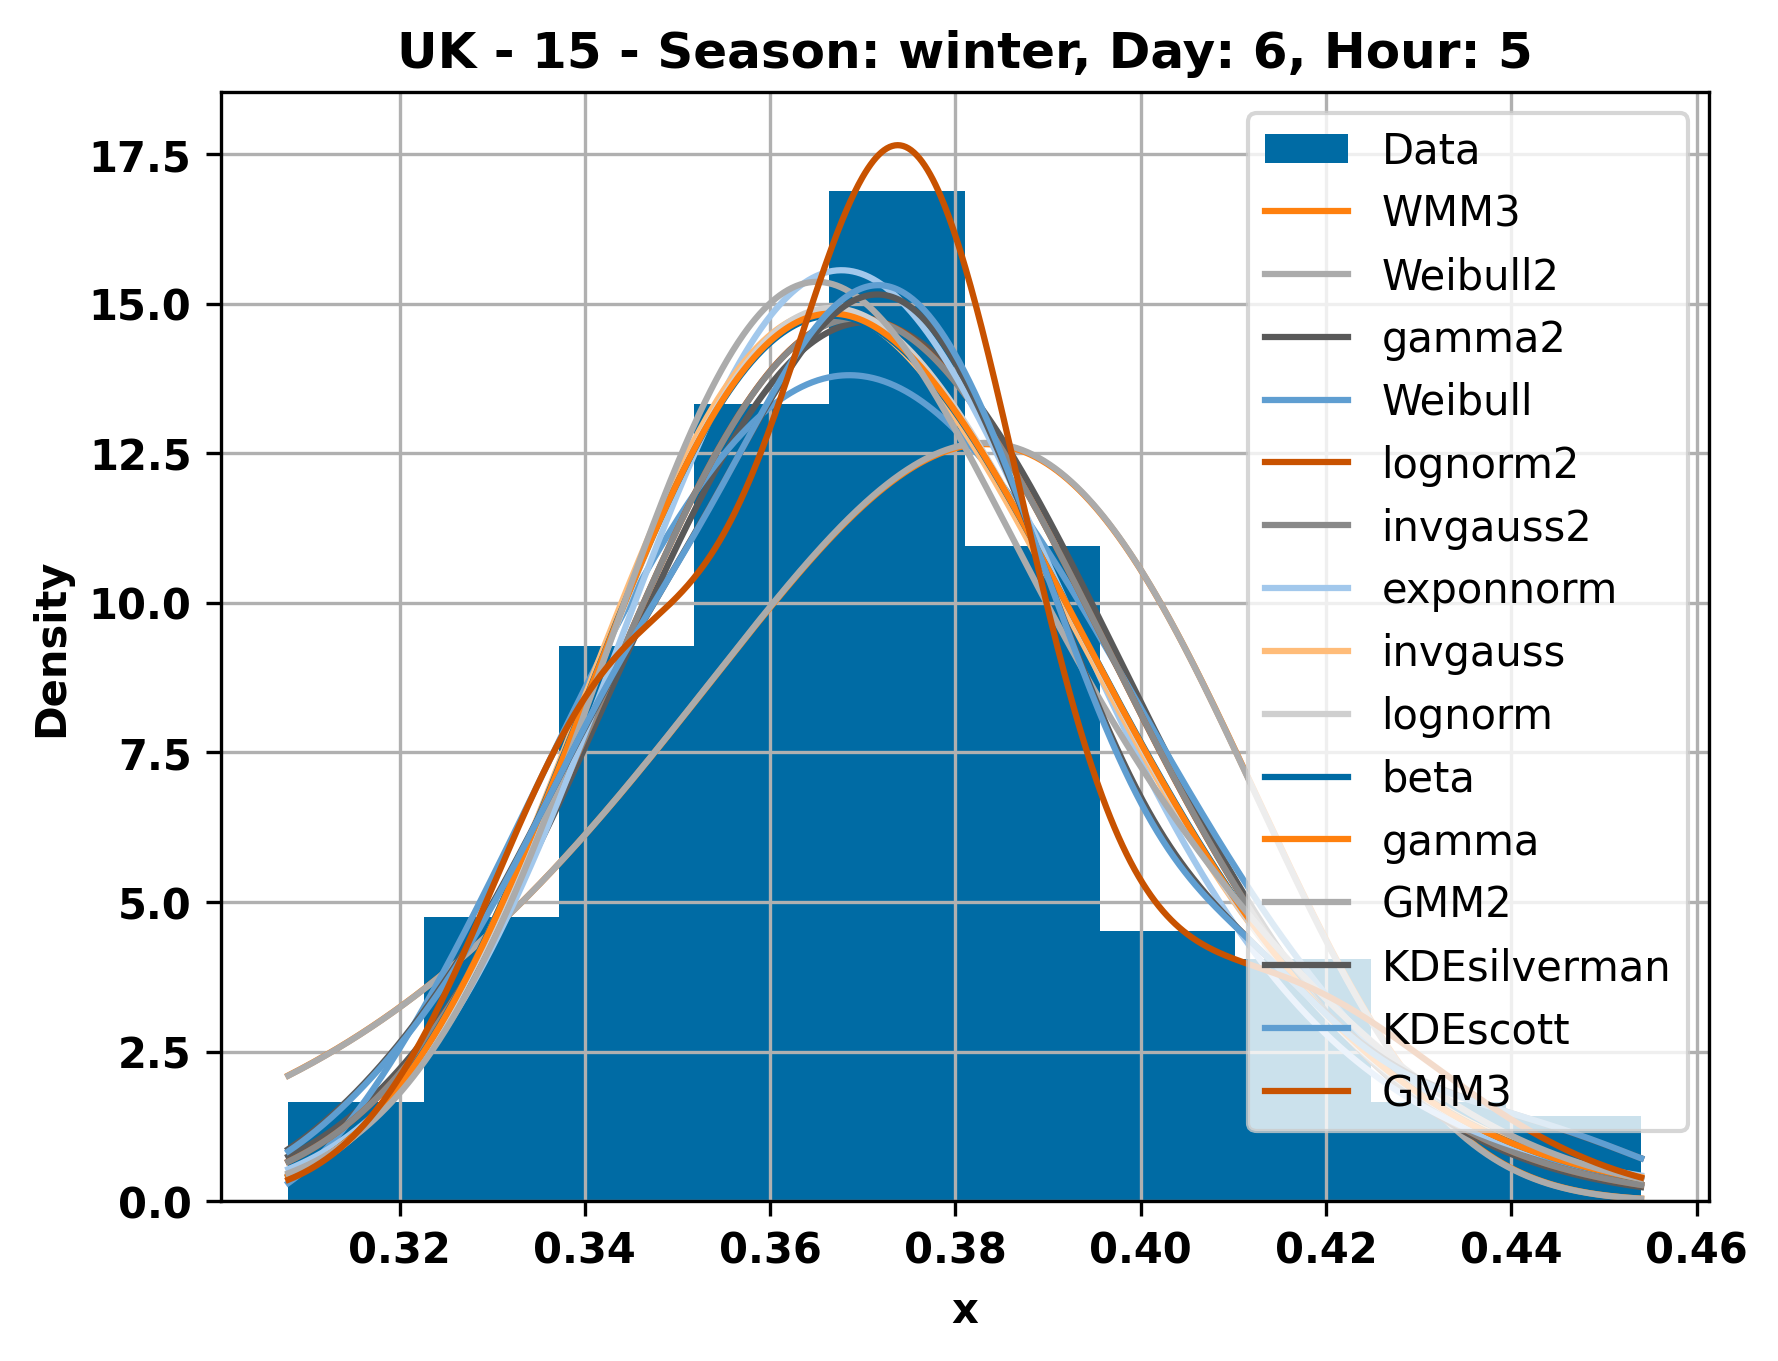 UK - 15 - Season: winter, Day: 6, Hour: 5
17.5
15.0
12.5
10.0
7.5
5.0
2.5
0.0
Density
Data
WMM3
Weibull2
gamma2
Weibull
lognorm2
invgauss2
exponnorm
invgauss
lognorm
beta
gamma
GMM2
KDEsilverman
KDEscott
GMM3
0.32 0.34 0.36 0.38 0.40 0.42 0.44 0.46
x